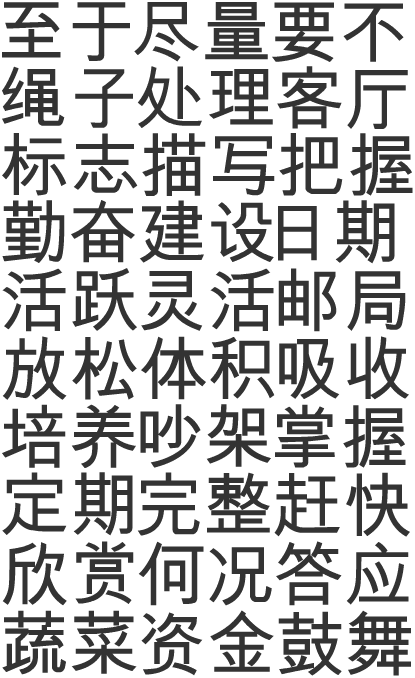 至于尽量要不
绳子处理客厅
标志描写把握
勤奋建设日期
活跃灵活邮局
放松体积吸收
培养吵架掌握
定期完整赶快
欣赏何况答应
蔬菜资金鼓舞